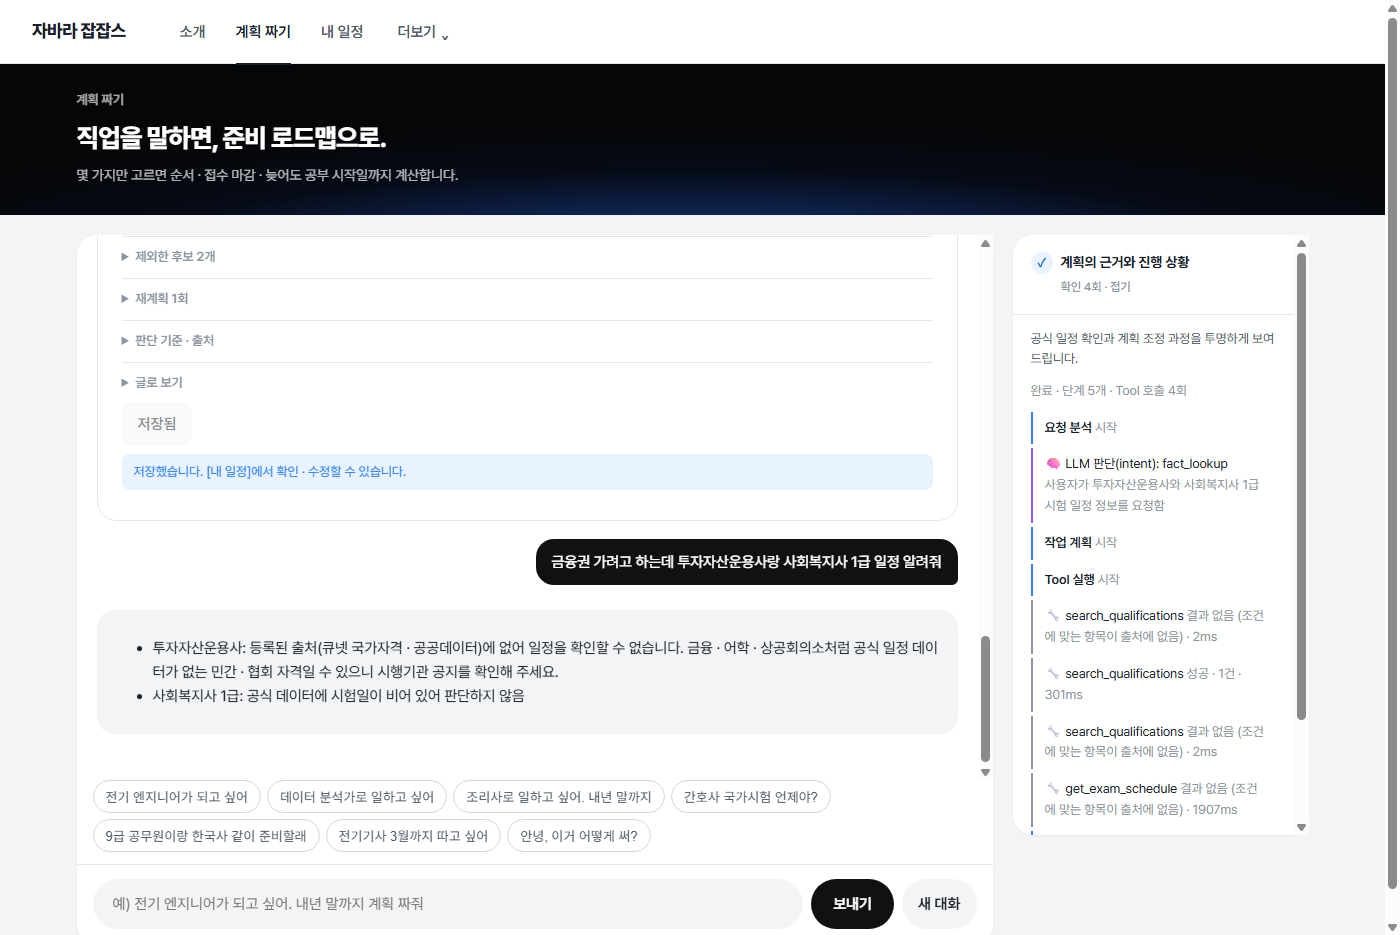 자바라 잡잡스
소개
계획 짜기
내 일정
더보기
계획 짜기
직업을 말하면, 준비 로드맵으로.
몇 가지만 고르면 순서 · 접수 마감 · 늦어도 공부 시작일까지 계산합니다.
▶ 제외한 후보 2개
▶ 재계획 1회
▶ 판단 기준 · 출처
▶ 글로 보기
저장됨
저장했습니다. [내 일정]에서 확인 · 수정할 수 있습니다.
금융권 가려고 하는데 투자자산운용사랑 사회복지사 1급 일정 알려줘
• 투자자산운용사: 등록된 출처(큐넷 국가자격 · 공공데이터)에 없어 일정을 확인할 수 없습니다. 금융 · 어학 · 상공회의소처럼 공식 일정 데이
터가 없는 민간 · 협회 자격일 수 있으니 시행기관 공지를 확인해 주세요.
• 사회복지사 1급: 공식 데이터에 시험일이 비어 있어 판단하지 않음
전기 엔지니어가 되고 싶어
데이터 분석가로 일하고 싶어
조리사로 일하고 싶어. 내년 말까지
간호사 국가시험 언제야?
9급 공무원이랑 한국사 같이 준비할래
전기기사 3월까지 따고 싶어
안녕, 이거 어떻게 써?
예) 전기 엔지니어가 되고 싶어. 내년 말까지 계획 짜줘
보내기
새 대화
✓ 계획의 근거와 진행 상황
확인 4회 · 접기
공식 일정 확인과 계획 조정 과정을 투명하게 보여
드립니다.
완료 · 단계 5개 · Tool 호출 4회
요청 분석 시작
🧠 LLM 판단(intent): fact_lookup
사용자가 투자자산운용사와 사회복지사 1급
시험 일정 정보를 요청함
작업 계획 시작
Tool 실행 시작
🔧 search_qualifications 결과 없음 (조건
에 맞는 항목이 출처에 없음) · 2ms
🔧 search_qualifications 성공 · 1건 ·
301ms
🔧 search_qualifications 결과 없음 (조건
에 맞는 항목이 출처에 없음) · 2ms
🔧 get_exam_schedule 결과 없음 (조건
에 맞는 항목이 출처에 없음) · 1907ms